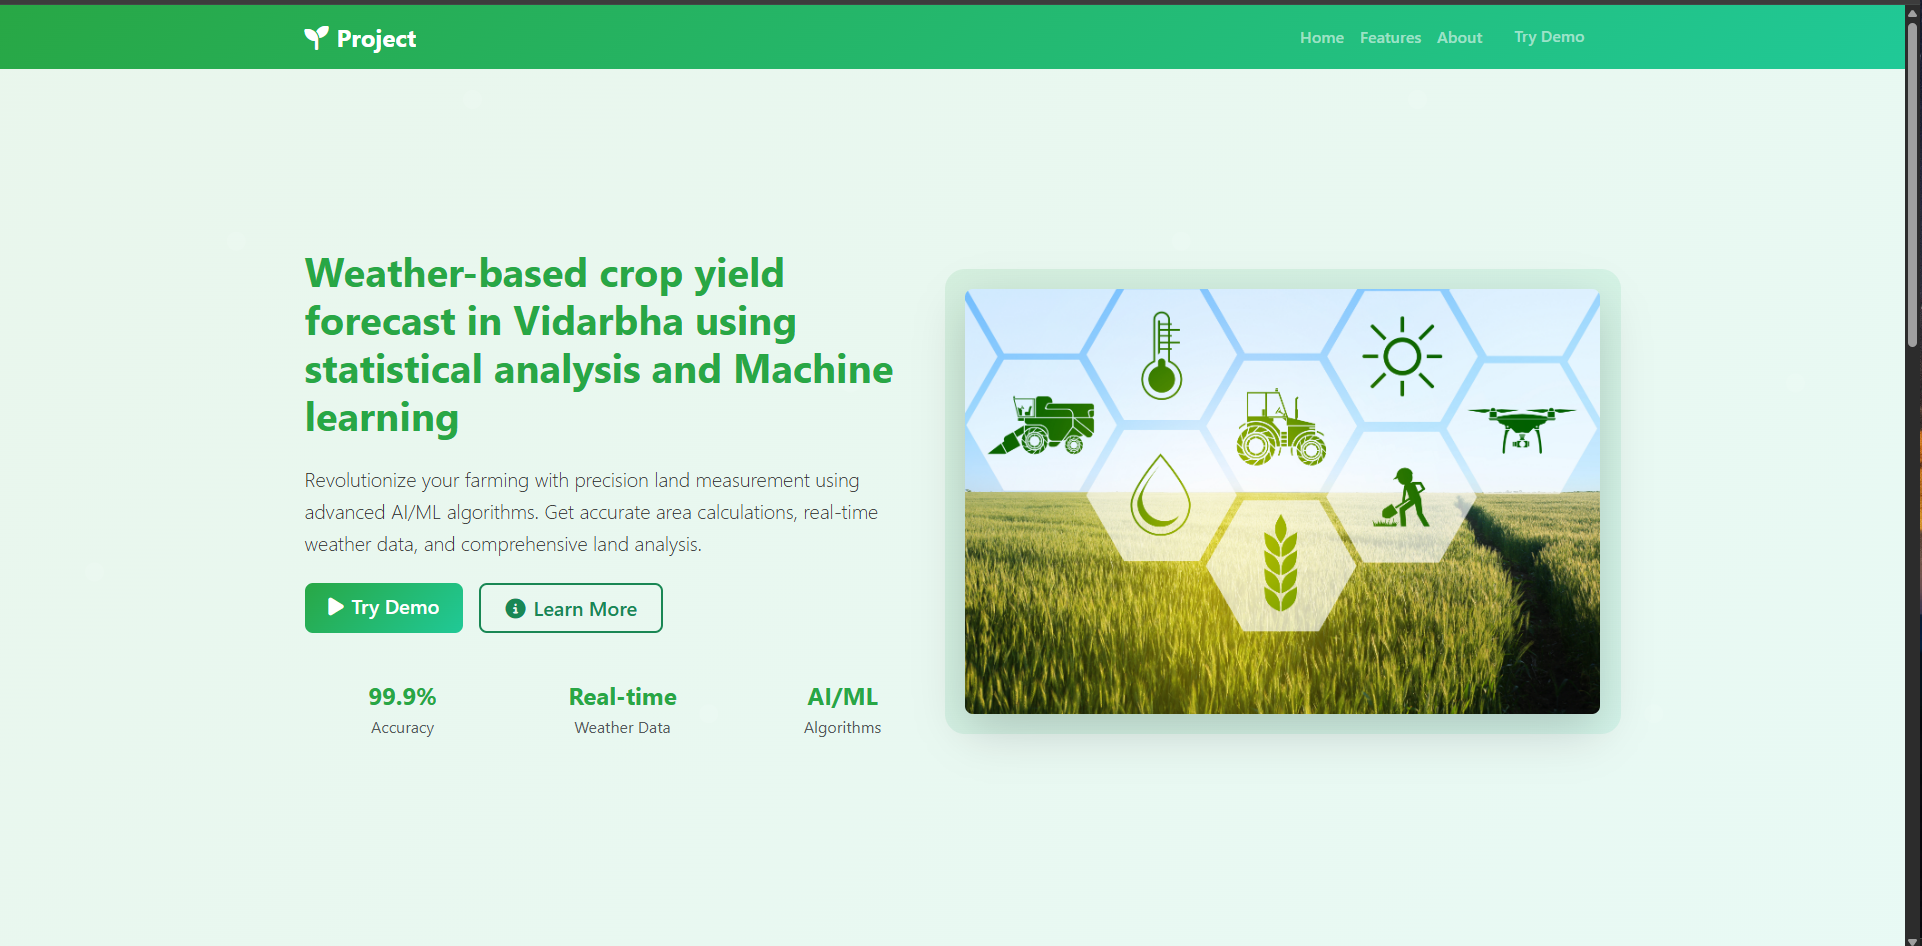 Project
Home Features About Try Demo
Weather-based crop yield
forecast in Vidarbha using
statistical analysis and Machine
learning
Revolutionize your farming with precision land measurement using
advanced AI/ML algorithms. Get accurate area calculations, real-time
weather data, and comprehensive land analysis.
Try Demo
Learn More
99.9%
Accuracy
Real-time
Weather Data
AI/ML
Algorithms